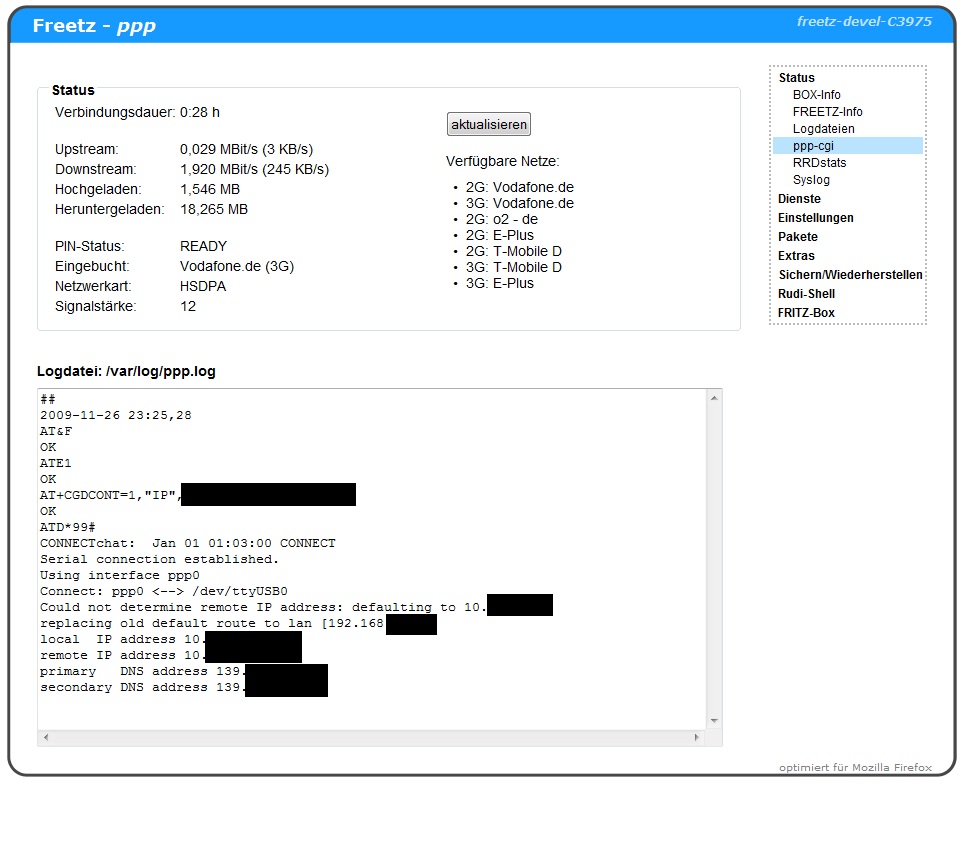 Freetz - ppp
freetz-devel-C3975
Status
Verbindungsdauer: 0:28 h
Upstream: 0,029 MBit/s (3 KB/s)
Downstream: 1,920 MBit/s (245 KB/s)
Hochgeladen: 1,546 MB
Heruntergeladen: 18,265 MB
PIN-Status: READY
Eingebucht: Vodafone.de (3G)
Netzwerkart: HSDPA
Signalstärke: 12
aktualisieren
Verfügbare Netze:
• 2G: Vodafone.de
• 3G: Vodafone.de
• 2G: o2 - de
• 2G: E-Plus
• 2G: T-Mobile D
• 3G: T-Mobile D
• 3G: E-Plus
Status
BOX-Info
FREETZ-Info
Logdateien
ppp-cgi
RRDstats
Syslog
Dienste
Einstellungen
Pakete
Extras
Sichern/Wiederherstellen
Rudi-Shell
FRITZ-Box
Logdatei: /var/log/ppp.log
##
2009-11-26 23:25,28
AT&F
OK
ATE1
OK
AT+CGDCONT=1,"IP",
OK
ATD*99#
CONNECTchat:  Jan 01 01:03:00 CONNECT
Serial connection established.
Using interface ppp0
Connect: ppp0 <--> /dev/ttyUSB0
Could not determine remote IP address: defaulting to 10.
replacing old default route to lan [192.168
local  IP address 10.
remote IP address 10.
primary   DNS address 139.
secondary DNS address 139.
optimiert für Mozilla Firefox